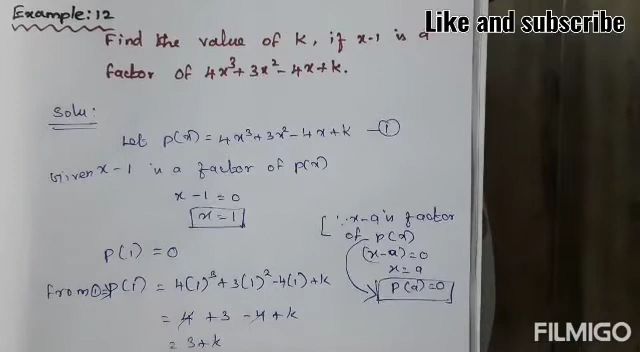 Example:12
Like and subscribe
Find the value of k, if x-1 is a
factor of 4x³+3x²-4x+k.
Solu:
Let p(x)=4x³+3x²-4x+k —①
Given x-1 is a factor of p(x)
x-1=0
x=1
p(1)=0
from①⇒p(1) = 4(1)³+3(1)²-4(1)+k
= 4+3-4+k
= 3+k
[∵x-a is factor
of p(x)
(x-a)=0
x=a
p(a)=0
FILMIGO